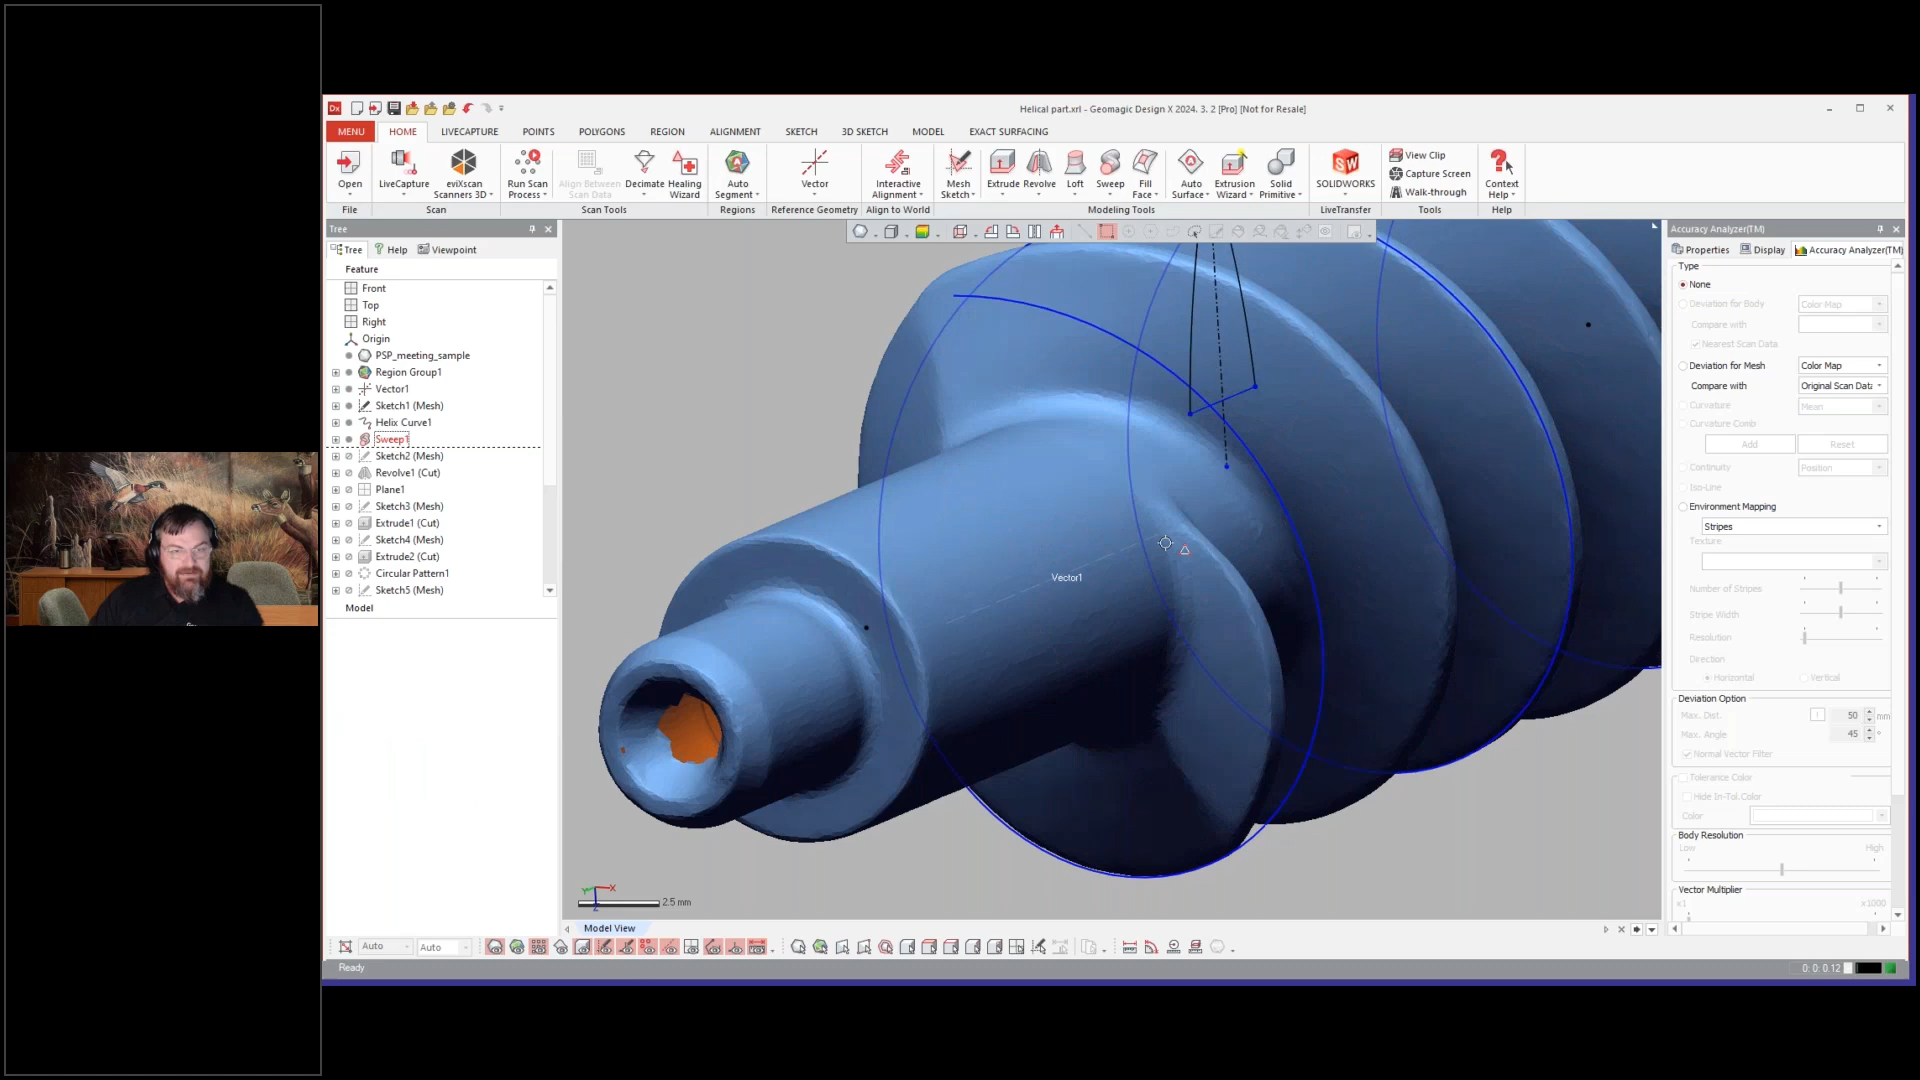 Dx
Helical part.xrl - Geomagic Design X 2024. 3. 2 [Pro] [Not for Resale]
MENU HOME LIVECAPTURE POINTS POLYGONS REGION ALIGNMENT SKETCH 3D SKETCH MODEL EXACT SURFACING
Open
LiveCapture
eviXscan Scanners 3D
Run Scan Process
Align Between Scan Data
Decimate
Healing Wizard
Auto Segment
Vector
Interactive Alignment
Mesh Sketch
Extrude
Revolve
Loft
Sweep
Fill Face
Auto Surface
Extrusion Wizard
Solid Primitive
SW
SOLIDWORKS
View Clip
Capture Screen
Walk-through
Context Help
File
Scan
Scan Tools
Regions
Reference Geometry
Align to World
Modeling Tools
LiveTransfer
Tools
Help
Tree
Tree Help Viewpoint
Feature
Front
Top
Right
Origin
PSP_meeting_sample
Region Group1
Vector1
Sketch1 (Mesh)
Helix Curve1
Sweep1
Sketch2 (Mesh)
Revolve1 (Cut)
Plane1
Sketch3 (Mesh)
Extrude1 (Cut)
Sketch4 (Mesh)
Extrude2 (Cut)
Circular Pattern1
Sketch5 (Mesh)
Model
Vector1
Y X
Z
2.5 mm
Model View
Auto Auto
Ready
0: 0: 0.12
Accuracy Analyzer(TM)
Properties Display Accuracy Analyzer(TM)
Type
None
Deviation for Body Color Map
Compare with
Nearest Scan Data
Deviation for Mesh Color Map
Compare with Original Scan Data
Curvature Mean
Curvature Comb
Add Reset
Continuity Position
Iso-Line
Environment Mapping
Stripes
Texture
Number of Stripes
Stripe Width
Resolution
Direction
Horizontal Vertical
Deviation Option
Max. Dist. 50 mm
Max. Angle 45 °
Normal Vector Filter
Tolerance Color
Hide In-Tol.Color
Color
Body Resolution
Low High
Vector Multiplier
x1 x1000